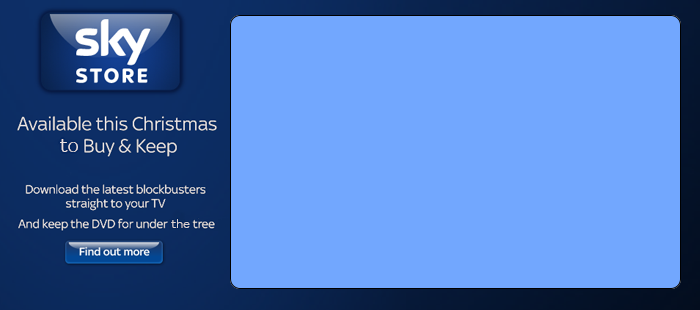 sky
STORE
Available this Christmas
to Buy & Keep
Download the latest blockbusters
straight to your TV
And keep the DVD for under the tree
Find out more